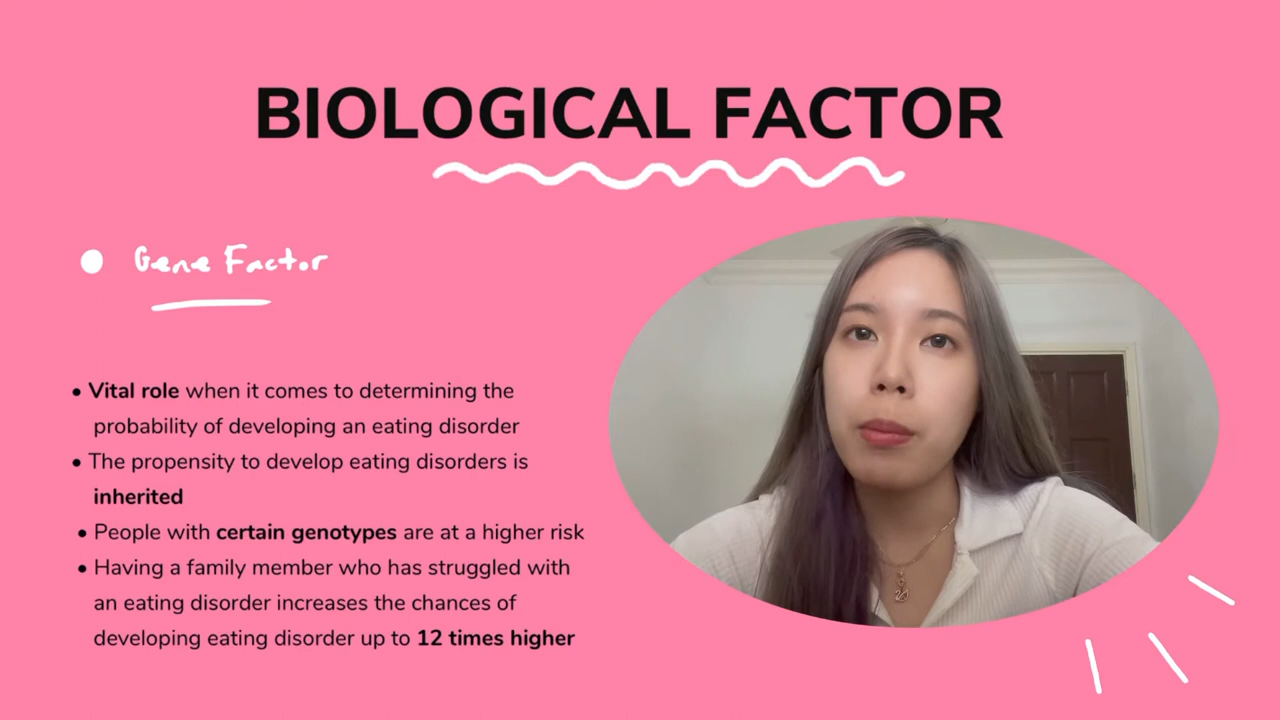 BIOLOGICAL FACTOR
Gene Factor
• Vital role when it comes to determining the
probability of developing an eating disorder
• The propensity to develop eating disorders is
inherited
• People with certain genotypes are at a higher risk
• Having a family member who has struggled with
an eating disorder increases the chances of
developing eating disorder up to 12 times higher